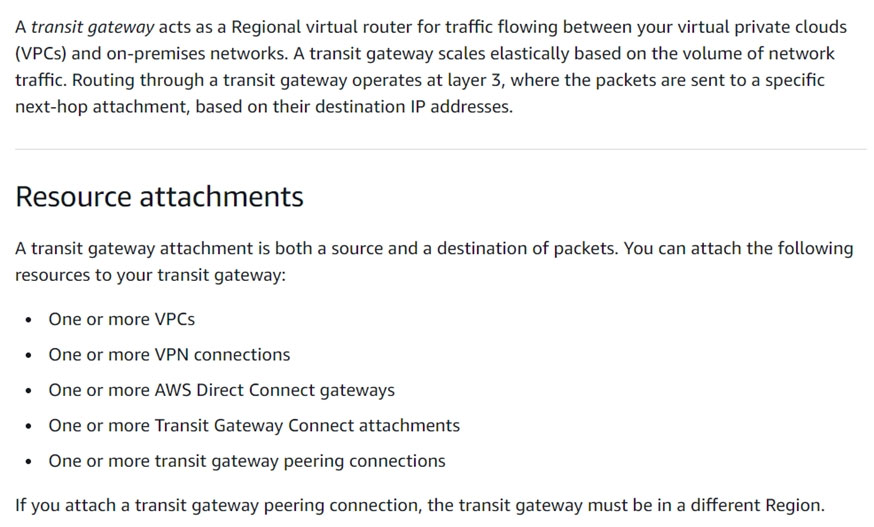 A transit gateway acts as a Regional virtual router for traffic flowing between your virtual private clouds
(VPCs) and on-premises networks. A transit gateway scales elastically based on the volume of network
traffic. Routing through a transit gateway operates at layer 3, where the packets are sent to a specific
next-hop attachment, based on their destination IP addresses.
Resource attachments
A transit gateway attachment is both a source and a destination of packets. You can attach the following
resources to your transit gateway:
• One or more VPCs
• One or more VPN connections
• One or more AWS Direct Connect gateways
• One or more Transit Gateway Connect attachments
• One or more transit gateway peering connections
If you attach a transit gateway peering connection, the transit gateway must be in a different Region.